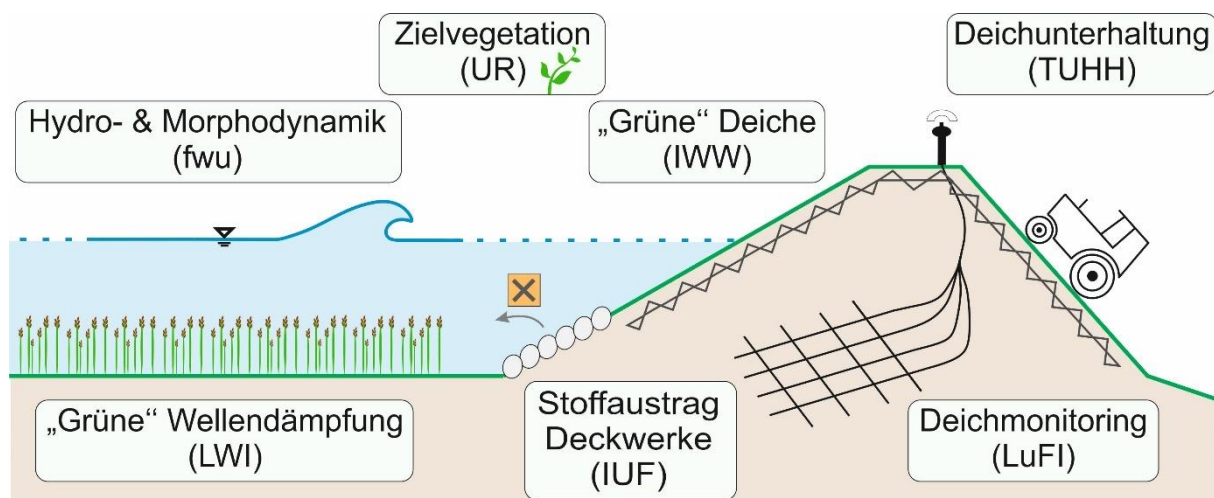 Zielvegetation
(UR)
Deichunterhaltung
(TUHH)
Hydro- & Morphodynamik
(fwu)
„Grüne“ Deiche
(IWW)
„Grüne“ Wellendämpfung
(LWI)
Stoffaustrag
Deckwerke
(IUF)
Deichmonitoring
(LuFI)